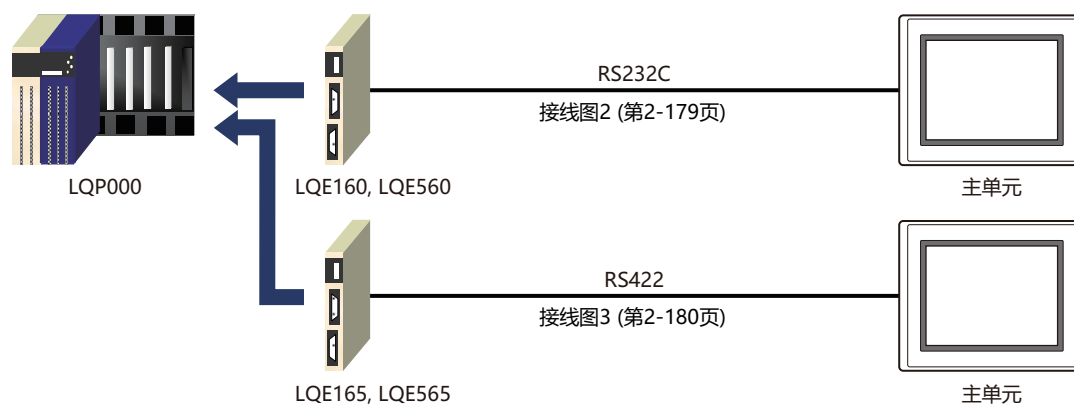 RS232C
接线图2 (第2-179页)
LQP000
LQE160, LQE560
主单元
RS422
接线图3 (第2-180页)
LQE165, LQE565
主单元